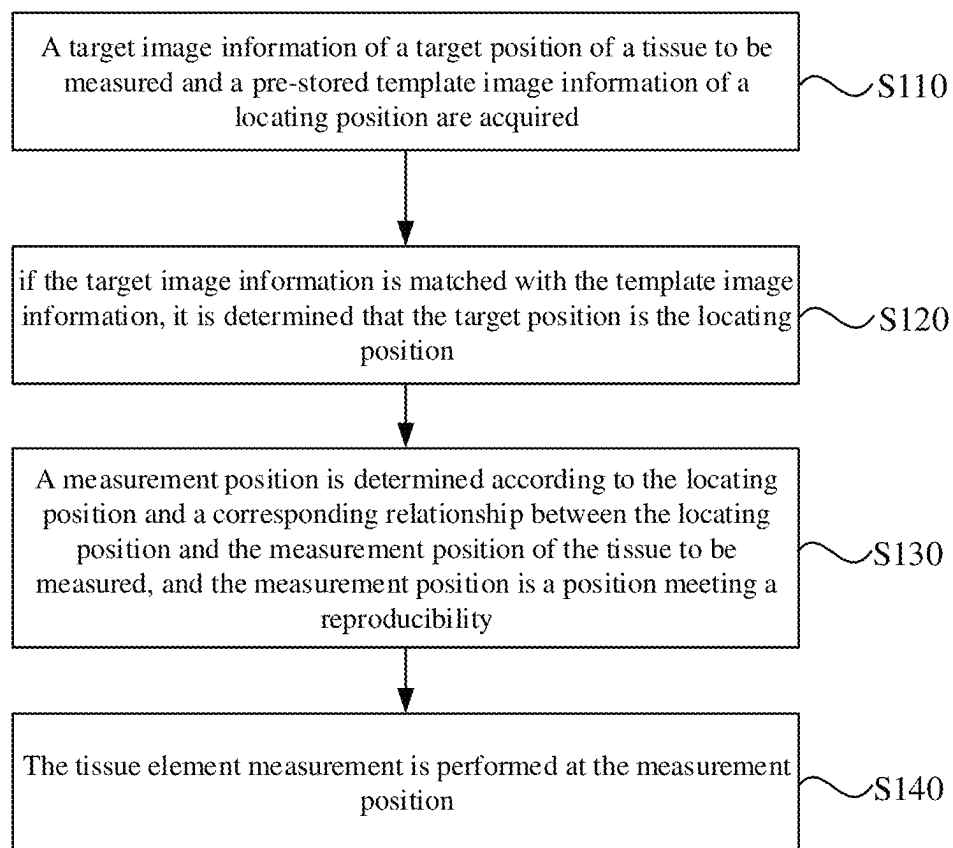 A target image information of a target position of a tissue to be
measured and a pre-stored template image information of a
locating position are acquired
S110
if the target image information is matched with the template image
information, it is determined that the target position is the locating
position
S120
A measurement position is determined according to the locating
position and a corresponding relationship between the locating
position and the measurement position of the tissue to be
measured, and the measurement position is a position meeting a
reproducibility
S130
The tissue element measurement is performed at the measurement
position
S140